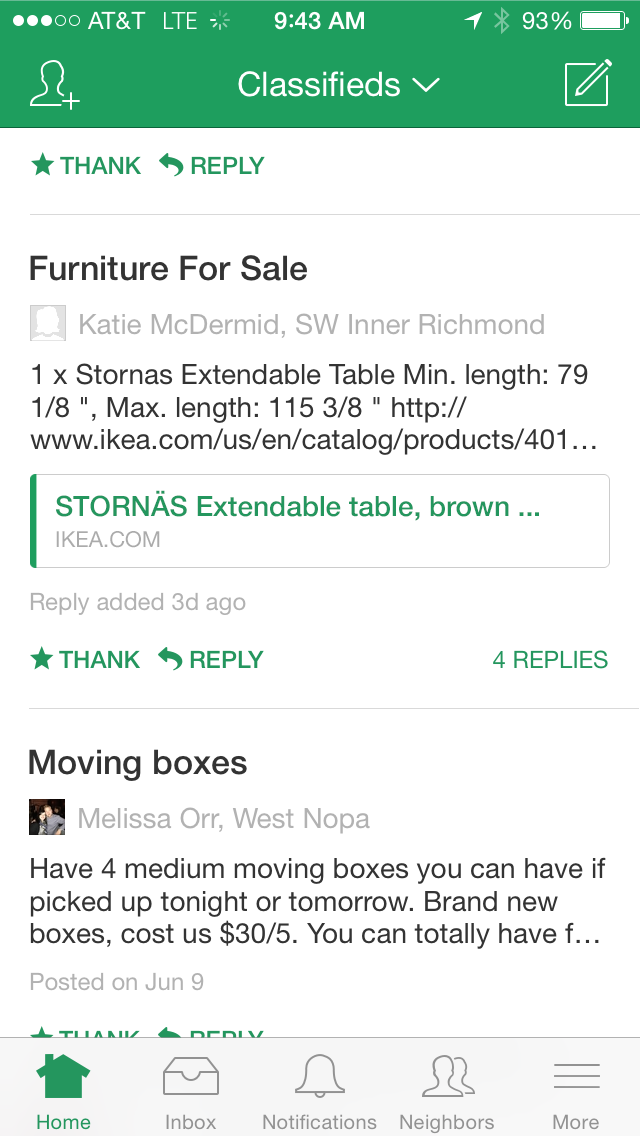 AT&T LTE 9:43 AM 93%
Classifieds
THANK REPLY
Furniture For Sale
Katie McDermid, SW Inner Richmond
1 x Stornas Extendable Table Min. length: 79
1/8 ", Max. length: 115 3/8 " http://
www.ikea.com/us/en/catalog/products/401...
STORNÄS Extendable table, brown ...
IKEA.COM
Reply added 3d ago
THANK REPLY 4 REPLIES
Moving boxes
Melissa Orr, West Nopa
Have 4 medium moving boxes you can have if
picked up tonight or tomorrow. Brand new
boxes, cost us $30/5. You can totally have f...
Posted on Jun 9
THANK REPLY
Home Inbox Notifications Neighbors More